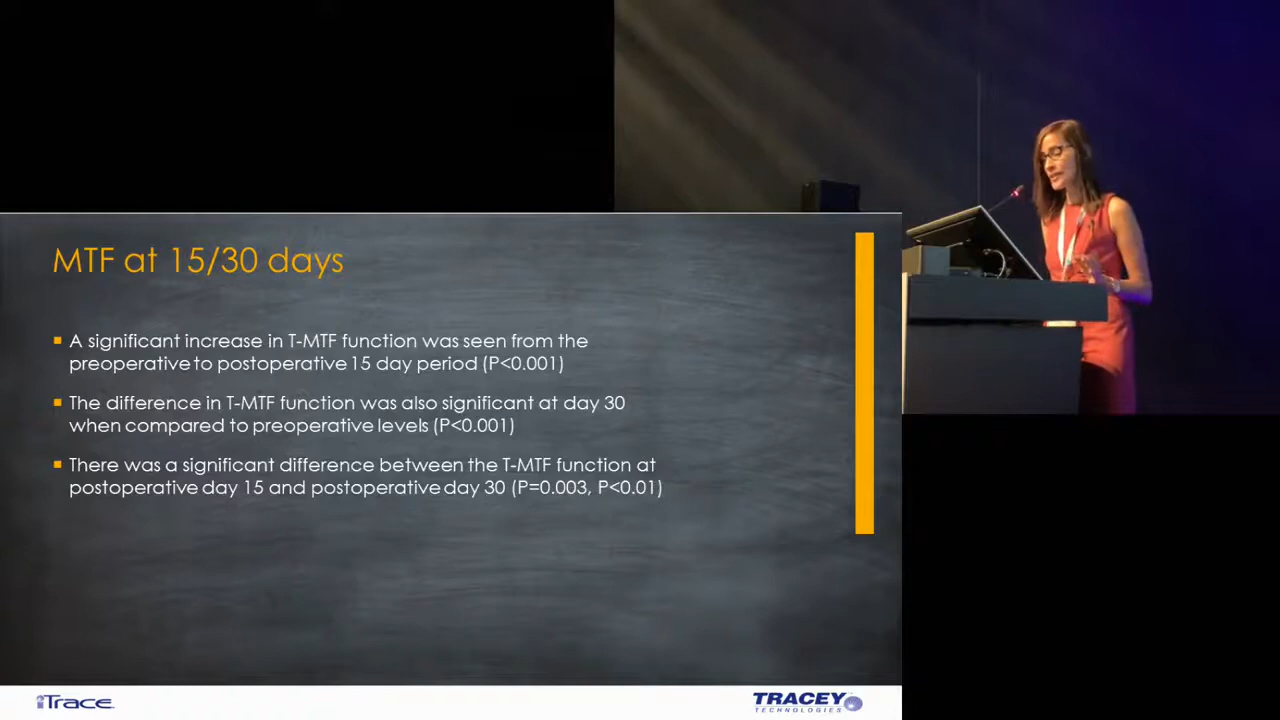 MTF at 15/30 days
▪ A significant increase in T-MTF function was seen from the
preoperative to postoperative 15 day period (P<0.001)
▪ The difference in T-MTF function was also significant at day 30
when compared to preoperative levels (P<0.001)
▪ There was a significant difference between the T-MTF function at
postoperative day 15 and postoperative day 30 (P=0.003, P<0.01)
iTrace
TRACEY
TECHNOLOGIES